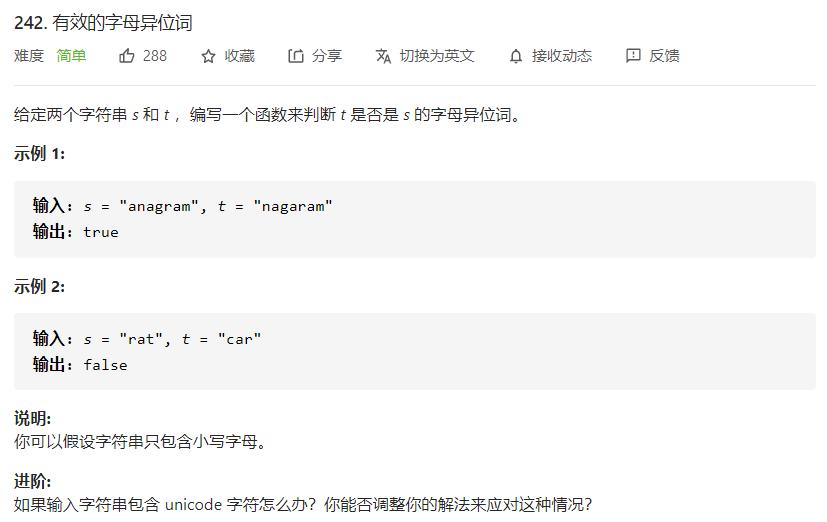 242. 有效的字母异位词
难度 简单 288 收藏 分享 切换为英文 接收动态 反馈
给定两个字符串 s 和 t ，编写一个函数来判断 t 是否是 s 的字母异位词。
示例 1:
输入: s = "anagram", t = "nagaram"
输出: true
示例 2:
输入: s = "rat", t = "car"
输出: false
说明:
你可以假设字符串只包含小写字母。
进阶:
如果输入字符串包含 unicode 字符怎么办？你能否调整你的解法来应对这种情况？